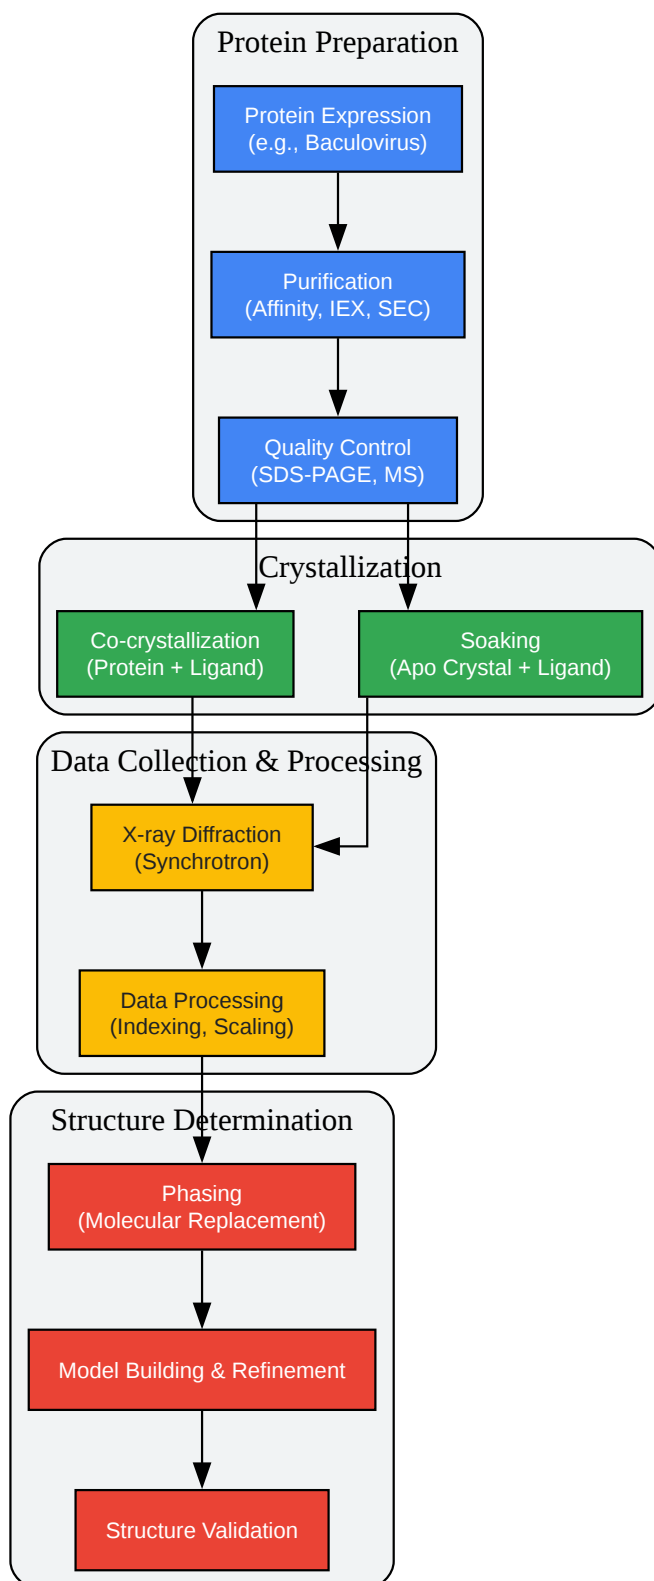 Protein Preparation
Protein Expression
(e.g., Baculovirus)
Purification
(Affinity, IEX, SEC)
Quality Control
(SDS-PAGE, MS)
Crystallization
Co-crystallization
(Protein + Ligand)
Soaking
(Apo Crystal + Ligand)
Data Collection & Processing
X-ray Diffraction
(Synchrotron)
Data Processing
(Indexing, Scaling)
Structure Determination
Phasing
(Molecular Replacement)
Model Building & Refinement
Structure Validation